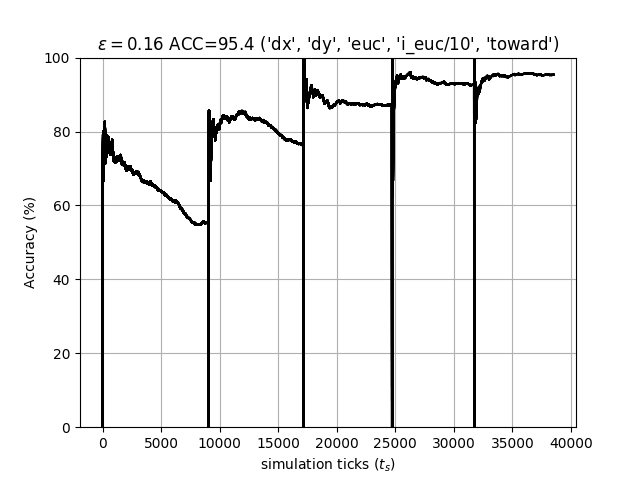 ε = 0.16 ACC=95.4 ('dx', 'dy', 'euc', 'i_euc/10', 'toward')
100
80
60
40
20
0
Accuracy (%)
0 5000 10000 15000 20000 25000 30000 35000 40000
simulation ticks (tₛ)